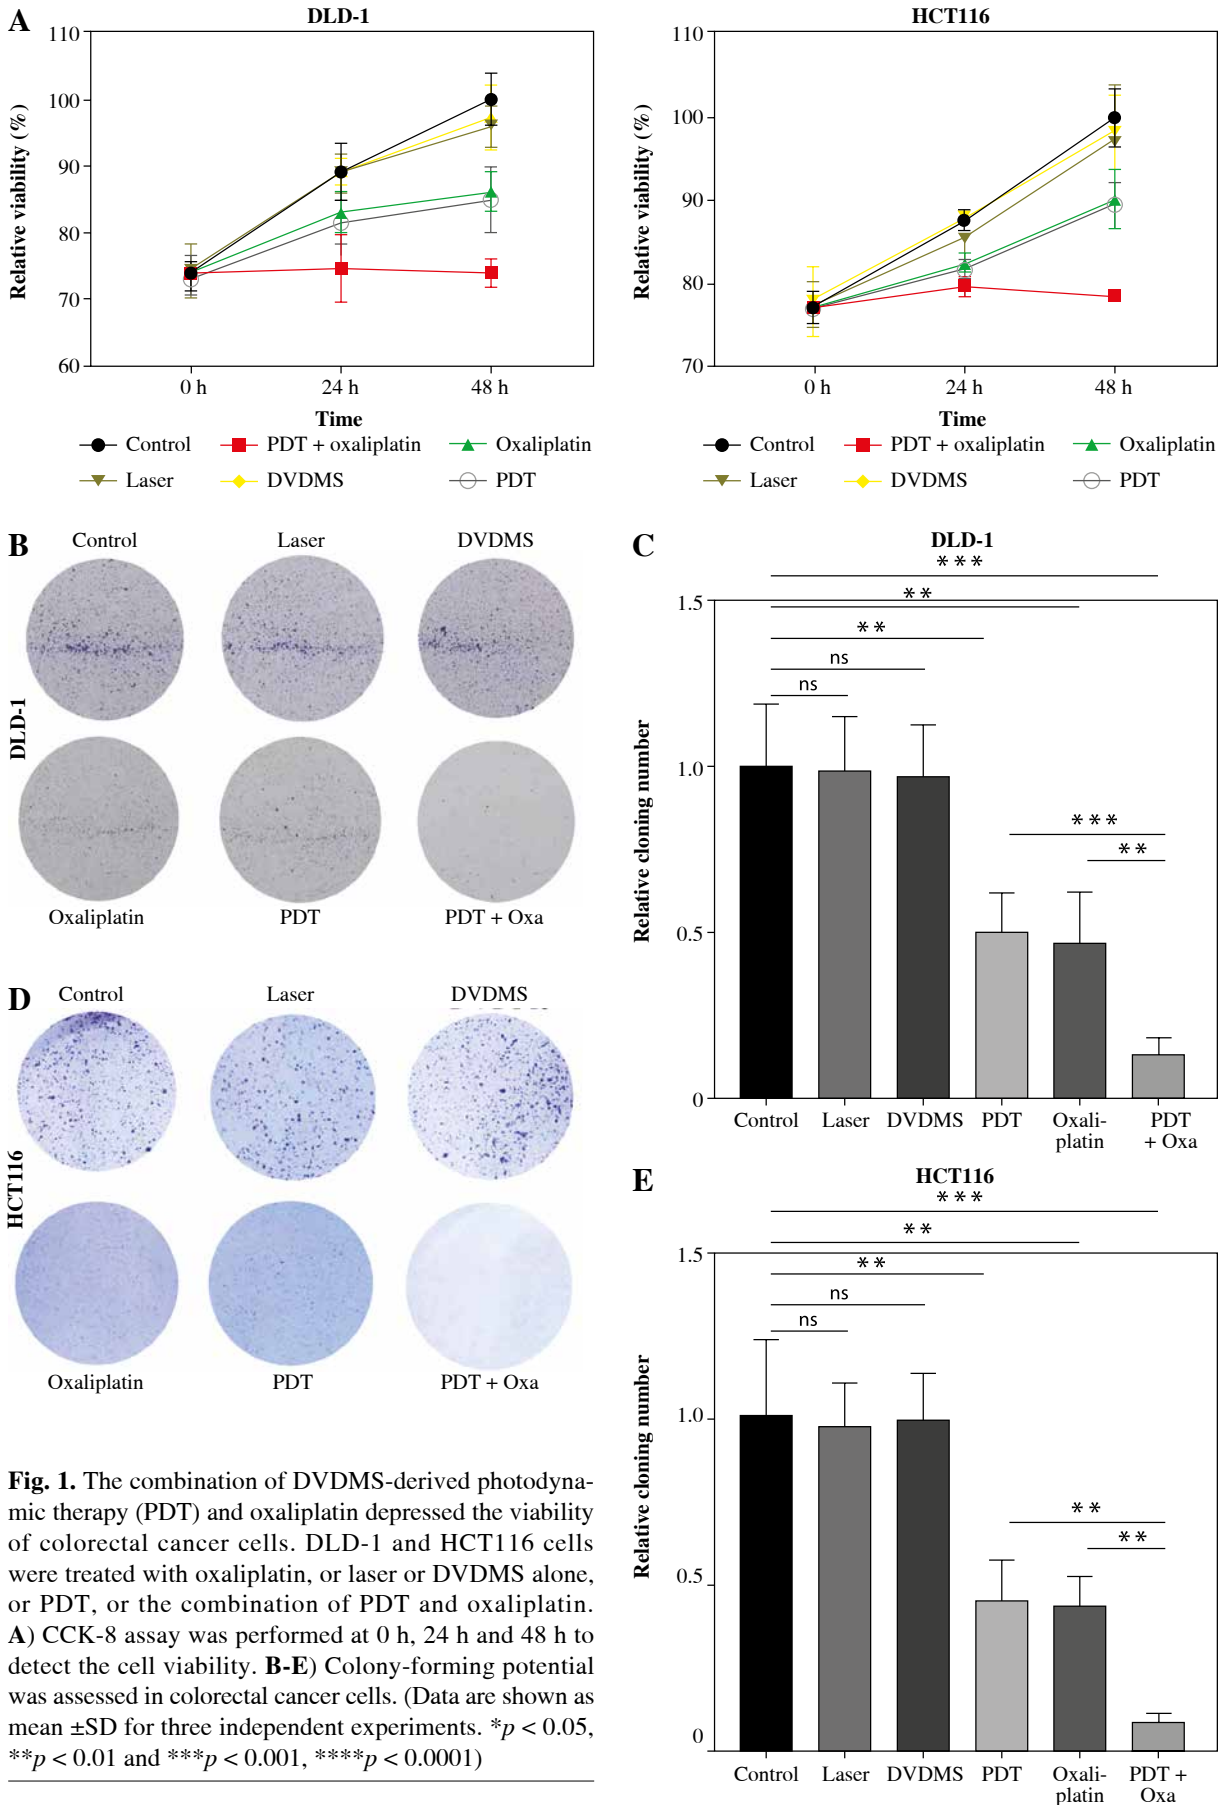 A
DLD-1
HCT116
Relative viability (%)
110
100
90
80
70
60
0 h
24 h
48 h
Time
Control
PDT + oxaliplatin
Oxaliplatin
Laser
DVDMS
PDT
Relative viability (%)
110
100
90
80
70
0 h
24 h
48 h
Time
Control
PDT + oxaliplatin
Oxaliplatin
Laser
DVDMS
PDT
B
Control
Laser
DVDMS
DLD-1
Oxaliplatin
PDT
PDT + Oxa
C
DLD-1
***
**
**
ns
ns
***
**
Relative cloning number
1.5
1.0
0.5
0
Control
Laser
DVDMS
PDT
Oxali-
platin
PDT
+ Oxa
D
Control
Laser
DVDMS
HCT116
Oxaliplatin
PDT
PDT + Oxa
E
HCT116
***
**
**
ns
ns
**
**
Relative cloning number
1.5
1.0
0.5
0
Control
Laser
DVDMS
PDT
Oxali-
platin
PDT +
Oxa
Fig. 1. The combination of DVDMS-derived photodyna-
mic therapy (PDT) and oxaliplatin depressed the viability
of colorectal cancer cells. DLD-1 and HCT116 cells
were treated with oxaliplatin, or laser or DVDMS alone,
or PDT, or the combination of PDT and oxaliplatin.
A) CCK-8 assay was performed at 0 h, 24 h and 48 h to
detect the cell viability. B-E) Colony-forming potential
was assessed in colorectal cancer cells. (Data are shown as
mean ±SD for three independent experiments. *p < 0.05,
**p < 0.01 and ***p < 0.001, ****p < 0.0001)